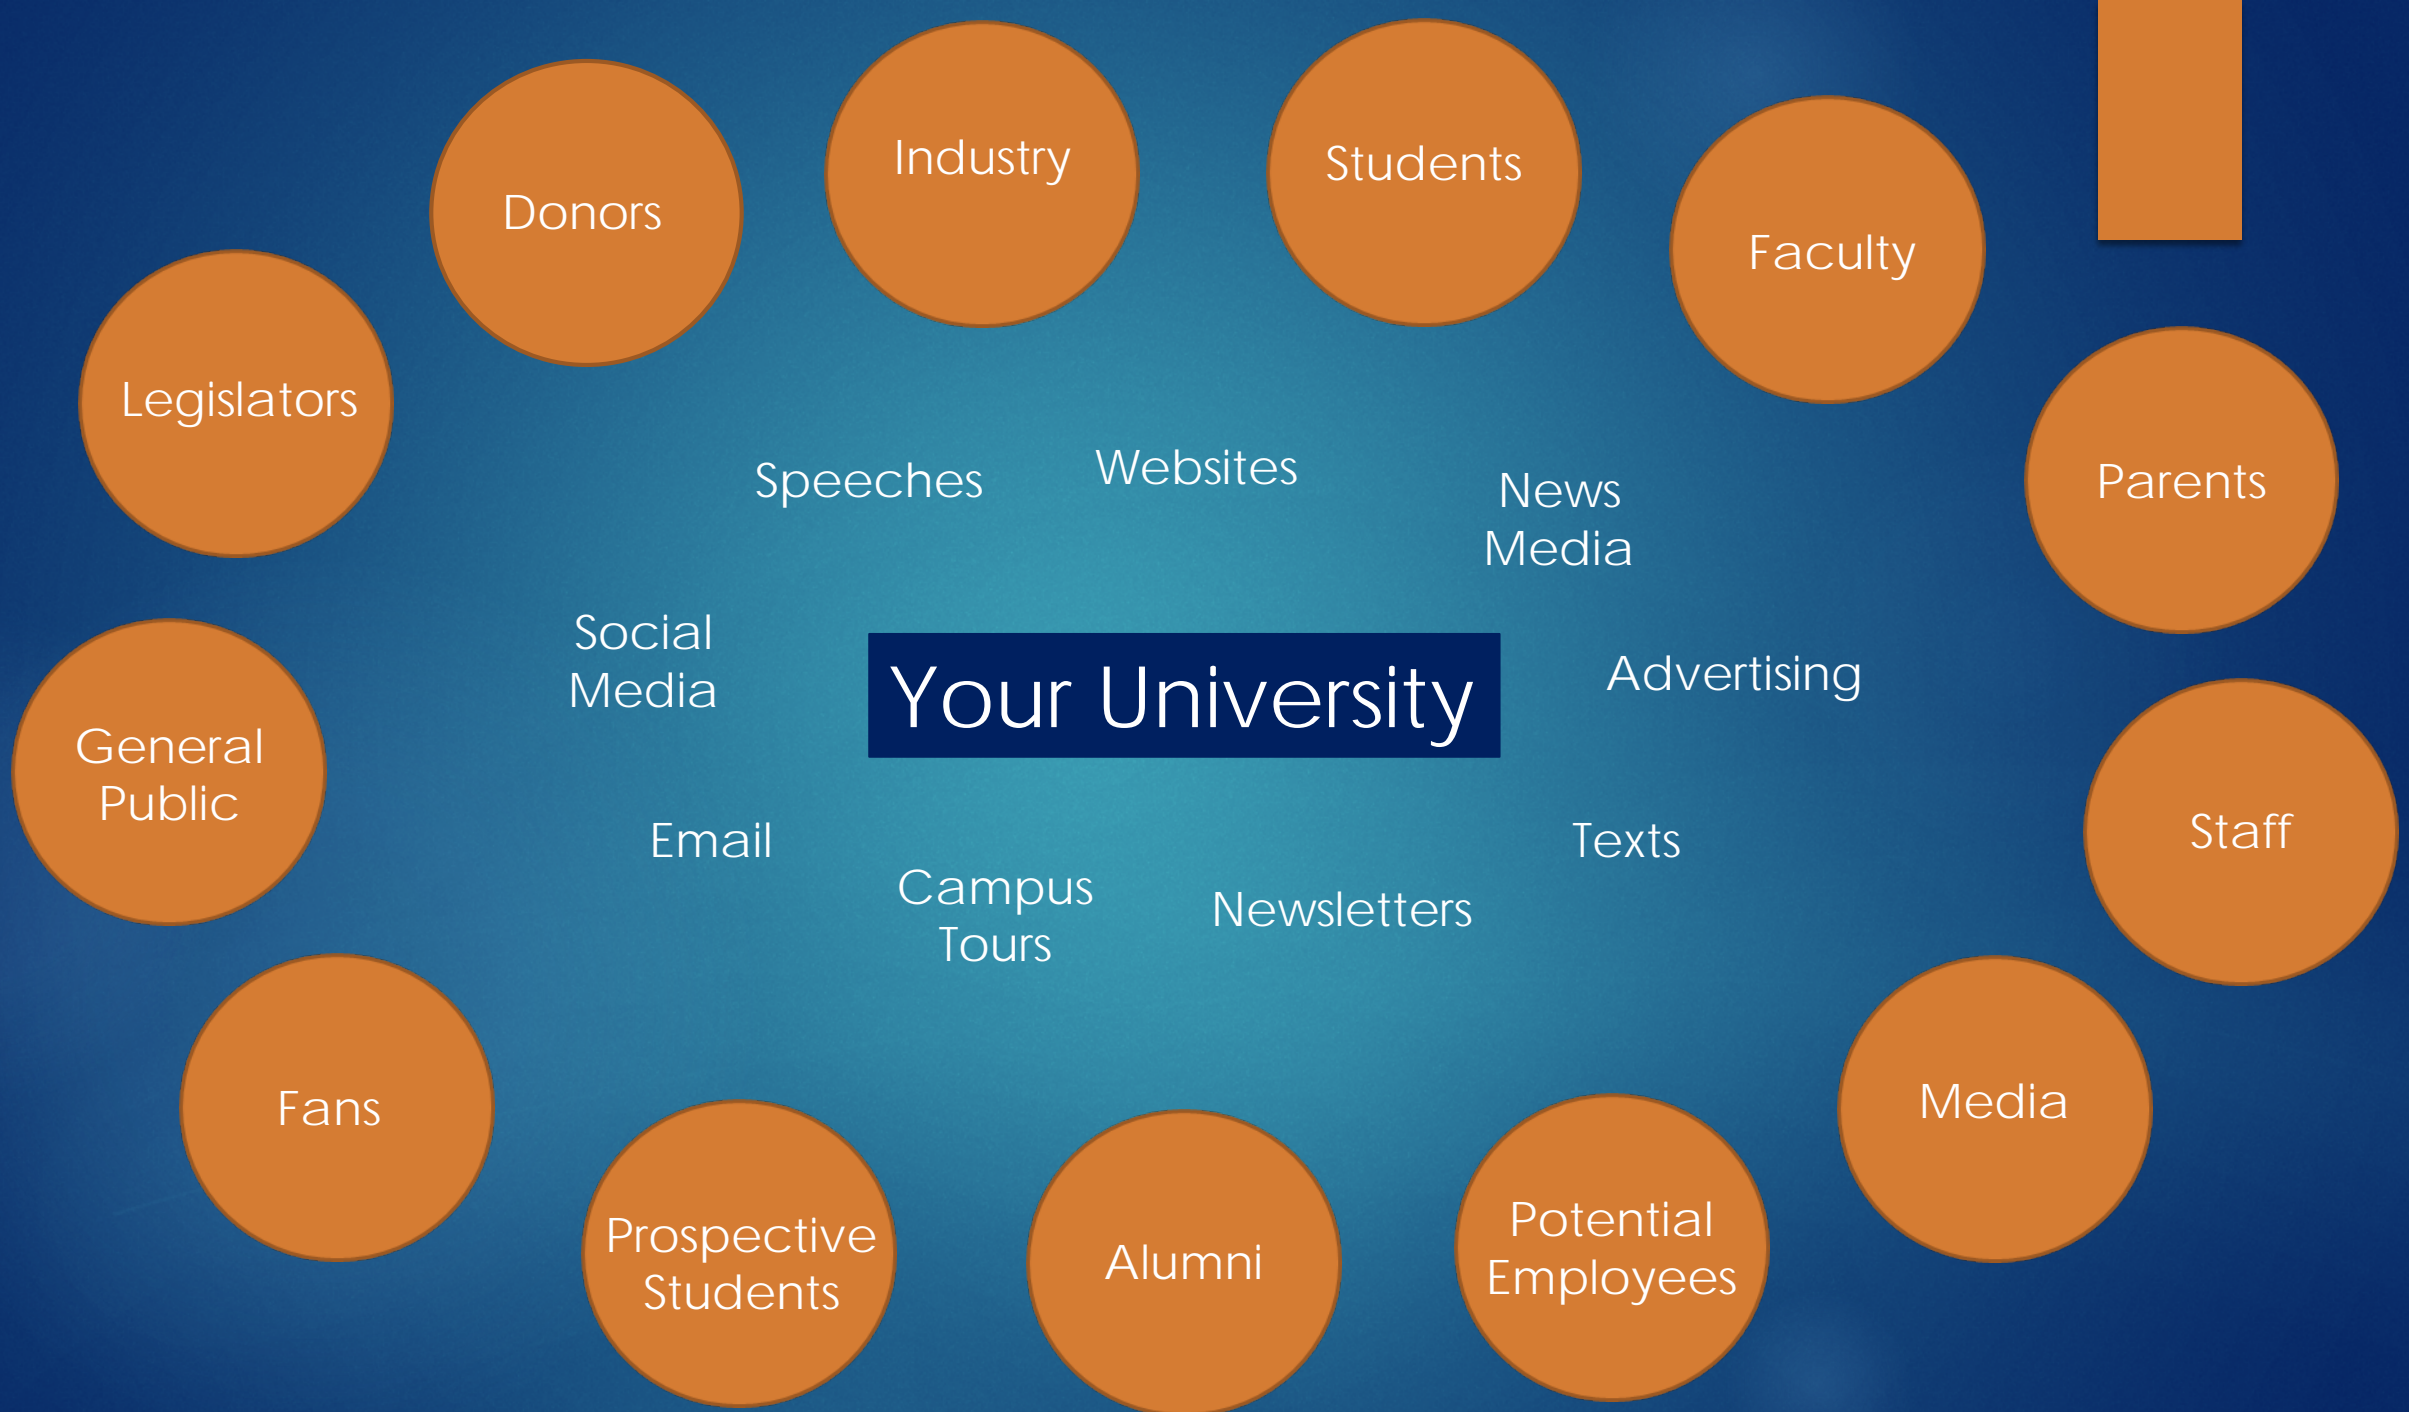 Industry
Students
Donors
Faculty
Legislators
Parents
Speeches
Websites
News
Media
Social
Media
Your University
Advertising
General
Public
Email
Texts
Staff
Campus
Tours
Newsletters
Fans
Media
Prospective
Students
Alumni
Potential
Employees